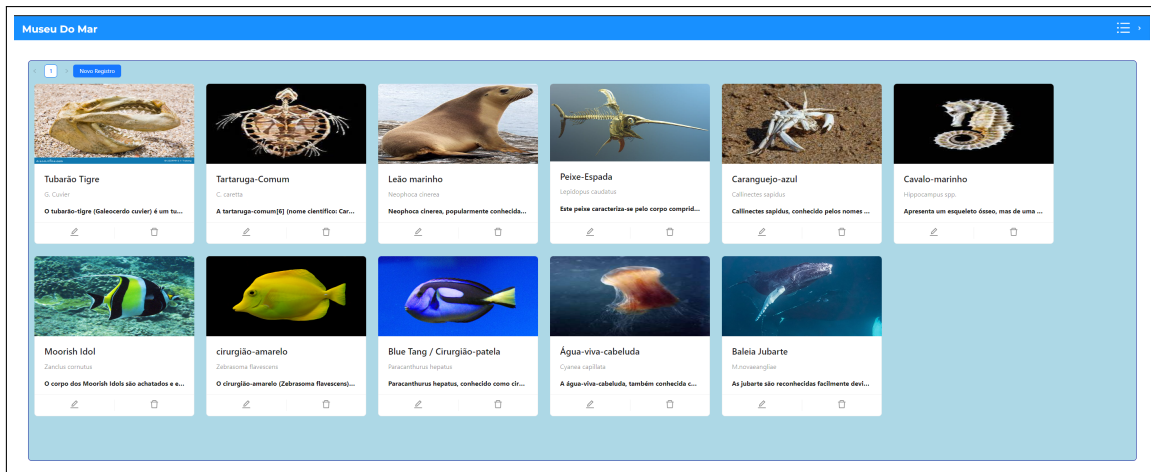 Museu Do Mar
1
Novo Registro
Tubarão Tigre
G. Cuvier
O tubarão-tigre (Galeocerdo cuvier) é um tu...
Tartaruga-Comum
C. caretta
A tartaruga-comum[6] (nome científico: Car...
Leão marinho
Neophoca cinerea
Neophoca cinerea, popularmente conhecida...
Peixe-Espada
Lepidopus caudatus
Este peixe caracteriza-se pelo corpo comprid...
Caranguejo-azul
Callinectes sapidus
Callinectes sapidus, conhecido pelos nomes ...
Cavalo-marinho
Hippocampus spp.
Apresenta um esqueleto ósseo, mas de uma ...
Moorish Idol
Zanclus cornutus
O corpo dos Moorish Idols são achatados e e...
cirurgião-amarelo
Zebrasoma flavescens
O cirurgião-amarelo (Zebrasoma flavescens)...
Blue Tang / Cirurgião-patela
Paracanthurus hepatus
Paracanthurus hepatus, conhecido como cir...
Água-viva-cabeluda
Cyanea capillata
A água-viva-cabeluda, também conhecida c...
Baleia Jubarte
M.novaeangliae
As jubarte são reconhecidas facilmente devi...